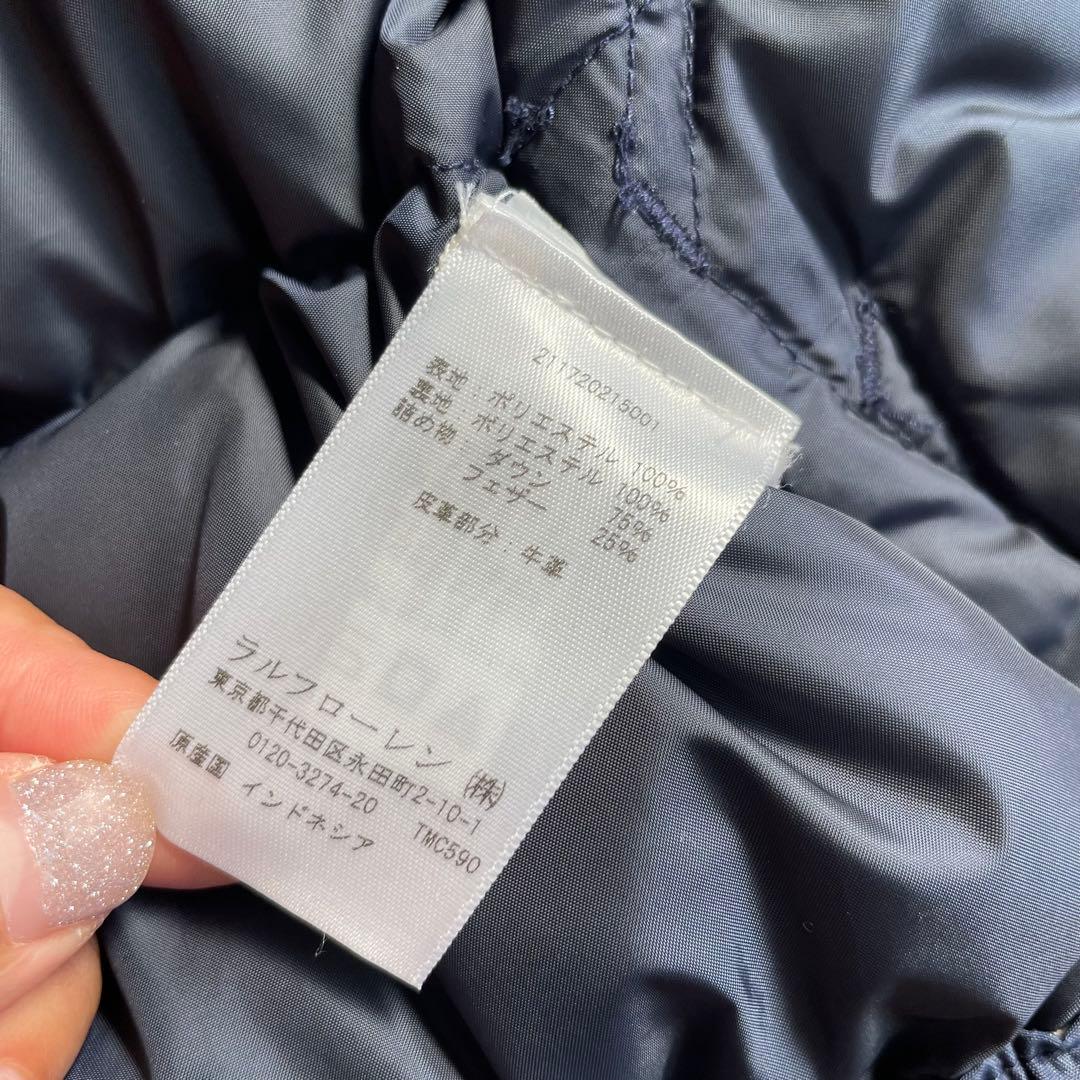 211720215001
表地：ポリエステル 100%
裏地：ポリエステル 100%
詰め物：ダウン 75%
フェザー 25%
皮革部分：牛革
ラルフローレン (株)
東京都千代田区永田町2-10-1
0120-3274-20 TMC590
原産国 インドネシア